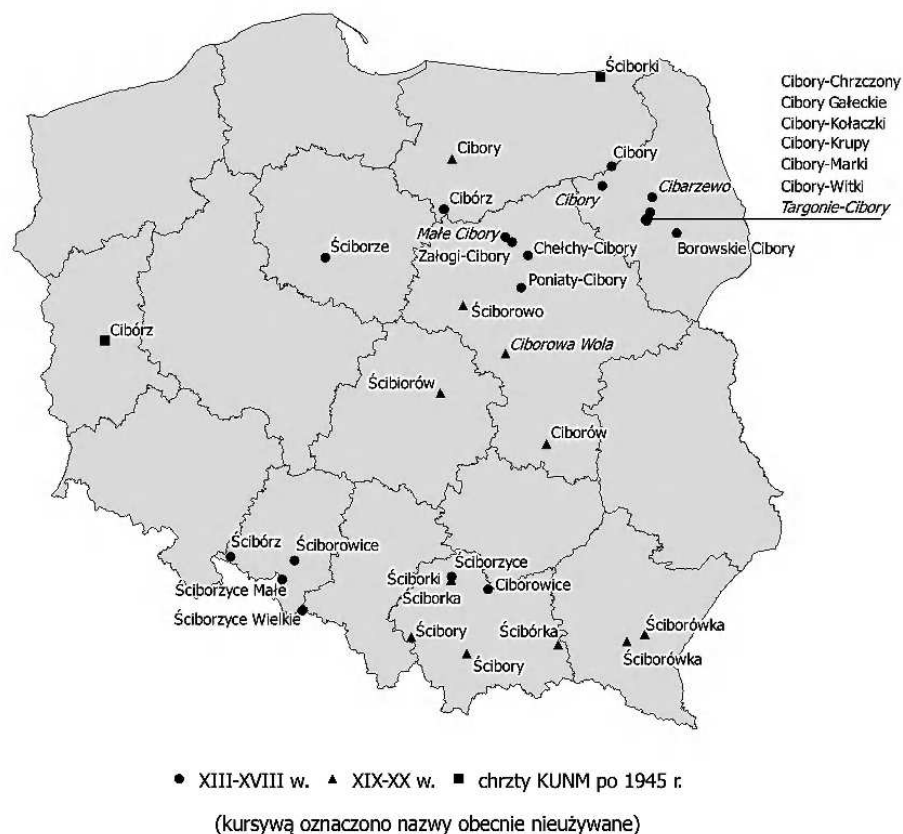 Ściborki
Cibory-Chrzczony
Cibory Gałeckie
Cibory-Kołaczki
Cibory-Krupy
Cibory-Marki
Cibory-Witki
Targonie-Cibory
Cibory
Cibory
Cibory
Cibarzewo
Cibórz
Małe Cibory
Załogi-Cibory
Chełchy-Cibory
Borowskie Cibory
Ściborze
Poniaty-Cibory
Ściborowo
Cibórz
Ciborowa Wola
Ścibiorów
Ciborów
Ścibórz
Ściborowice
Ściborzyce
Ściborki
Ściborka
Ciborowice
Ściborzyce Małe
Ściborzyce Wielkie
Ścibory
Ścibory
Ścibórka
Ściborówka
Ściborówka
XIII-XVIII w. XIX-XX w. chrzty KUNM po 1945 r.
(kursywą oznaczono nazwy obecnie nieużywane)